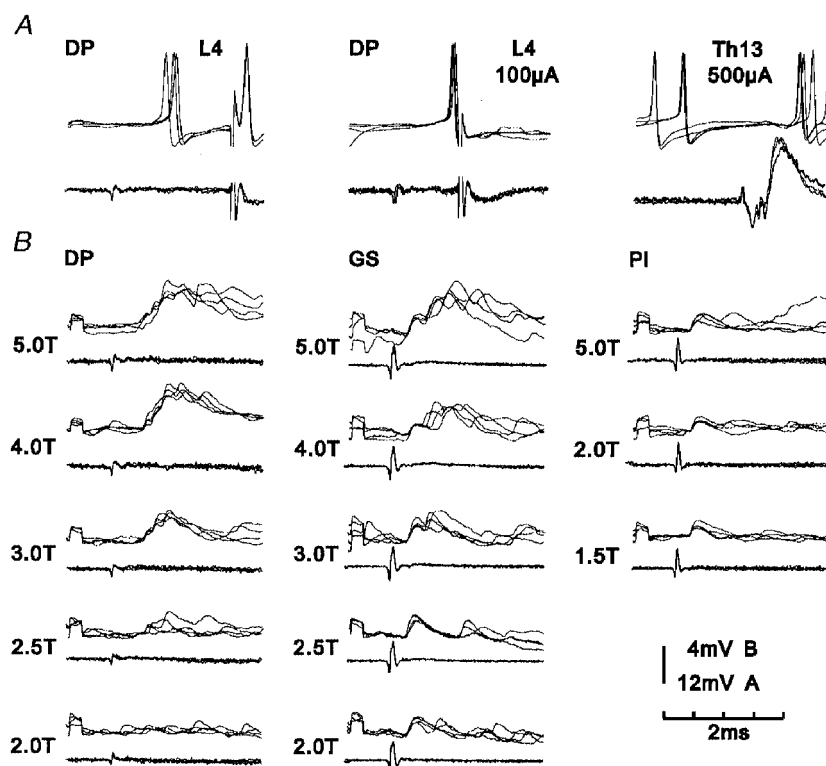 A
DP L4 DP L4 Th13
100µA 500µA
B
DP GS PI
5.0T 5.0T 5.0T
4.0T 4.0T 2.0T
3.0T 3.0T 1.5T
2.5T 2.5T
4mV B
12mV A
2.0T 2.0T
2ms